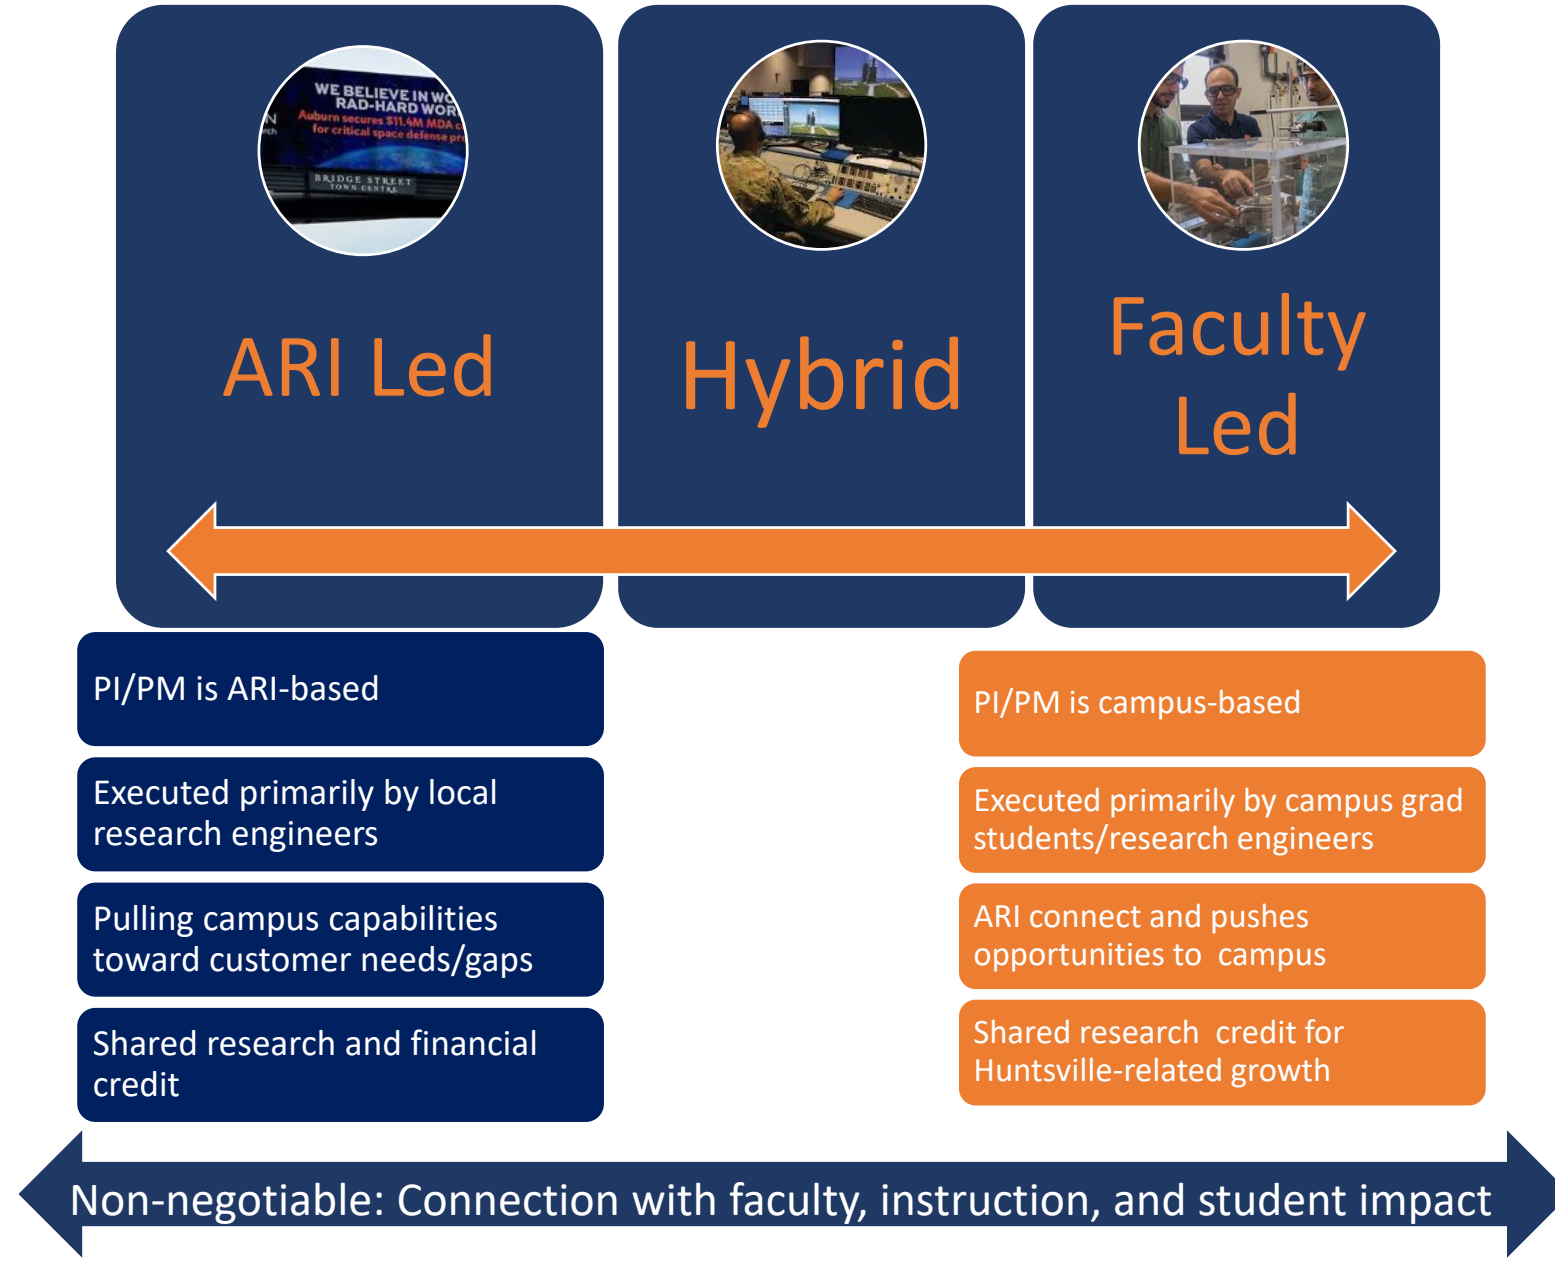 WE BELIEVE IN
RAD-HARD
Auburn secures $11.4M MDA
for critical space defense
BRIDGE STREET
TOWN CENTRE
ARI Led
Hybrid
Faculty
Led
PI/PM is ARI-based
Executed primarily by local
research engineers
Pulling campus capabilities
toward customer needs/gaps
Shared research and financial
credit
PI/PM is campus-based
Executed primarily by campus grad
students/research engineers
ARI connect and pushes
opportunities to  campus
Shared research  credit for
Huntsville-related growth
Non-negotiable: Connection with faculty, instruction, and student impact